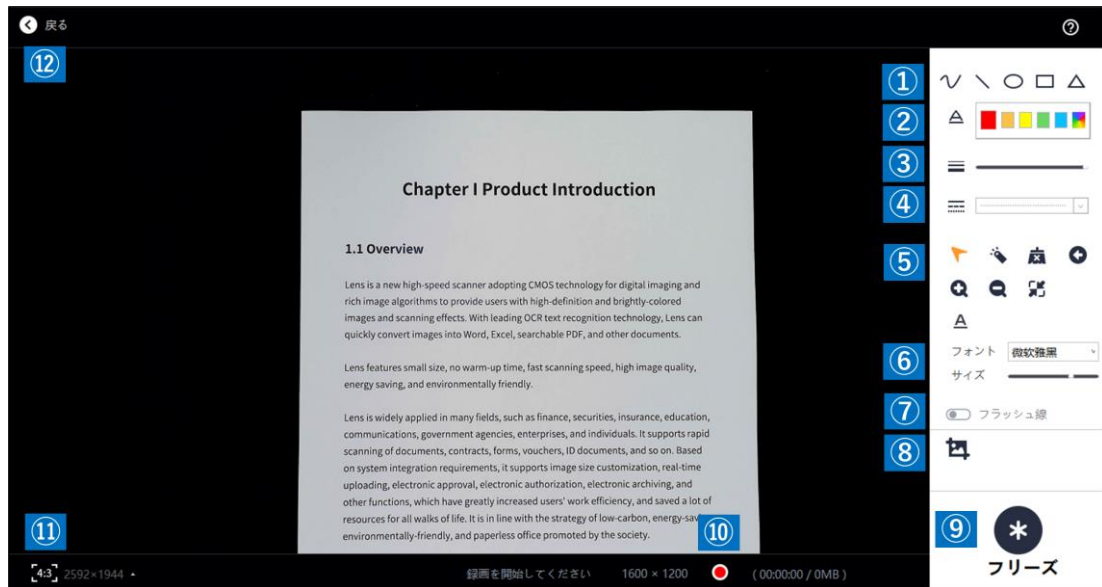 戻る
⑫
①
②
③
④
⑤
A
フォント 微软雅黑
⑥
サイズ
⑦
フラッシュ線
⑧
Chapter I Product Introduction
1.1 Overview
Lens is a new high-speed scanner adopting CMOS technology for digital imaging and
rich image algorithms to provide users with high-definition and brightly-colored
images and scanning effects. With leading OCR text recognition technology, Lens can
quickly convert images into Word, Excel, searchable PDF, and other documents.
Lens features small size, no warm-up time, fast scanning speed, high image quality,
energy saving, and environmentally friendly.
Lens is widely applied in many fields, such as finance, securities, insurance, education,
communications, government agencies, enterprises, and individuals. It supports rapid
scanning of documents, contracts, forms, vouchers, ID documents, and so on. Based
on system integration requirements, it supports image size customization, real-time
uploading, electronic approval, electronic authorization, electronic archiving, and
other functions, which have greatly increased users' work efficiency, and saved a lot of
resources for all walks of life. It is in line with the strategy of low-carbon,
environmentally-friendly, and paperless office promoted by the society.
⑨
フリーズ
⑩
⑪
4:3 2592×1944
録画を開始してください 1600 × 1200 (00:00:00 / 0MB)